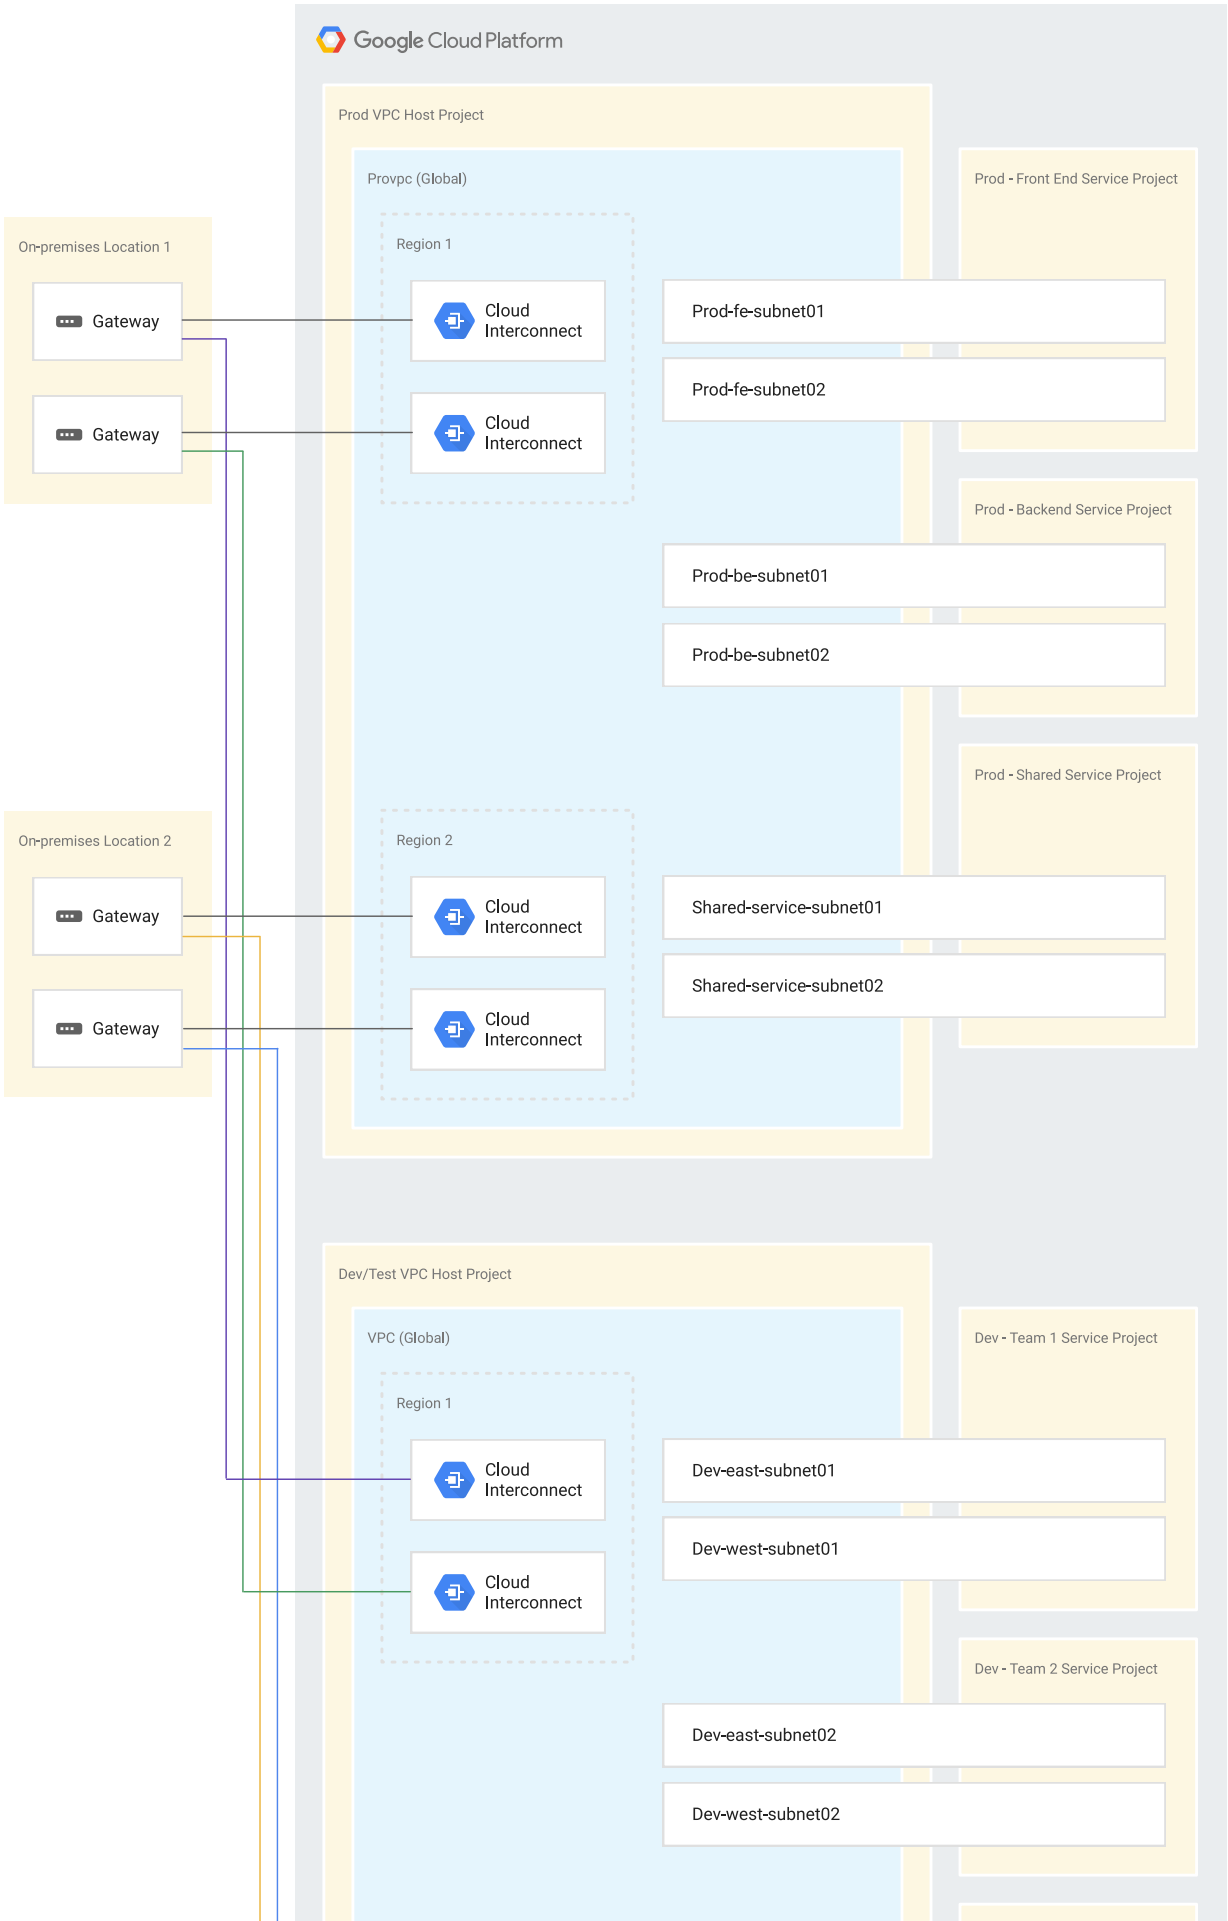 Google Cloud Platform
Prod VPC Host Project
Provpc (Global)
Prod - Front End Service Project
On-premises Location 1
Region 1
Gateway
Cloud
Interconnect
Prod-fe-subnet01
Prod-fe-subnet02
Gateway
Cloud
Interconnect
Prod - Backend Service Project
Prod-be-subnet01
Prod-be-subnet02
Prod - Shared Service Project
On-premises Location 2
Region 2
Gateway
Cloud
Interconnect
Shared-service-subnet01
Shared-service-subnet02
Gateway
Cloud
Interconnect
Dev/Test VPC Host Project
VPC (Global)
Dev - Team 1 Service Project
Region 1
Cloud
Interconnect
Dev-east-subnet01
Dev-west-subnet01
Cloud
Interconnect
Dev - Team 2 Service Project
Dev-east-subnet02
Dev-west-subnet02